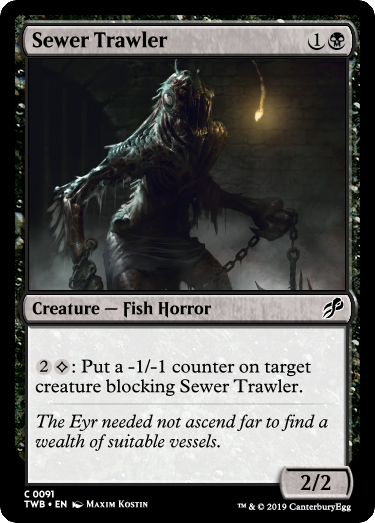 Sewer Trawler 1
Creature — Fish Horror
2 : Put a -1/-1 counter on target
creature blocking Sewer Trawler.
The Eyr needed not ascend far to find a
wealth of suitable vessels.
2/2
C 0091
TWB • EN Maxim Kostin
™ & © 2019 CanterburyEgg